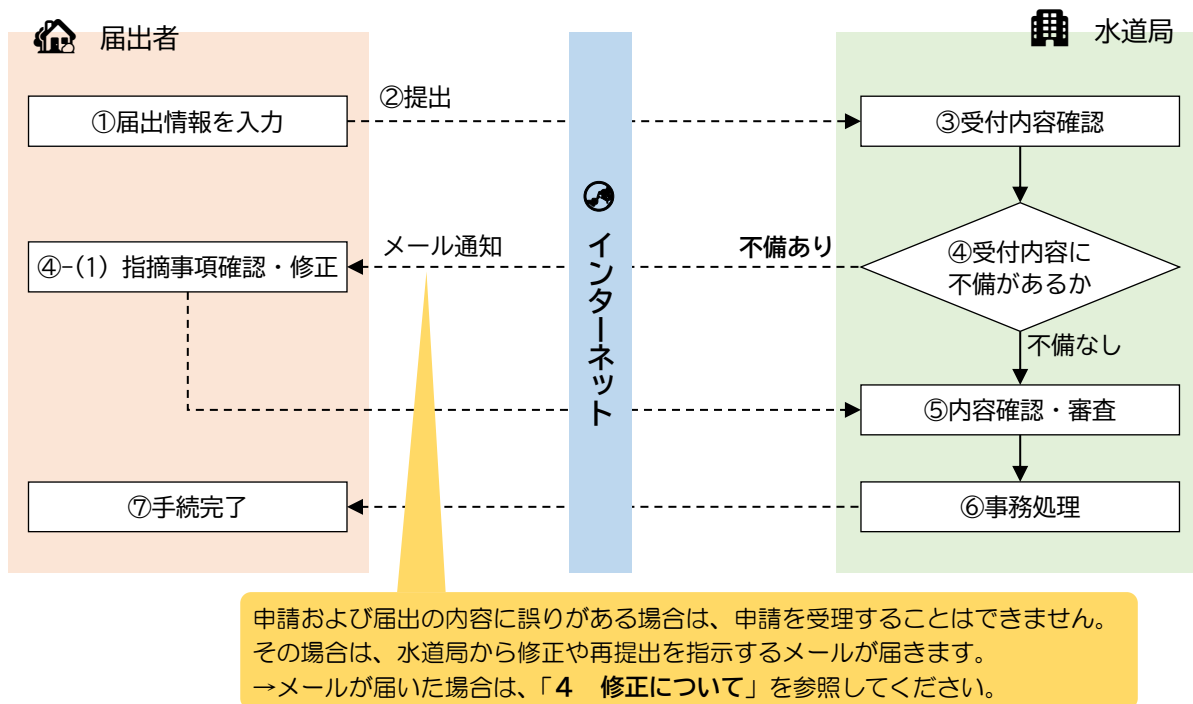 届出者
水道局
②提出
①届出情報を入力
③受付内容確認
インターネット
メール通知
不備あり
④-(1) 指摘事項確認・修正
④受付内容に
不備があるか
不備なし
⑤内容確認・審査
⑦手続完了
⑥事務処理
申請および届出の内容に誤りがある場合は、申請を受理することはできません。
その場合は、水道局から修正や再提出を指示するメールが届きます。
→メールが届いた場合は、「４　修正について」を参照してください。